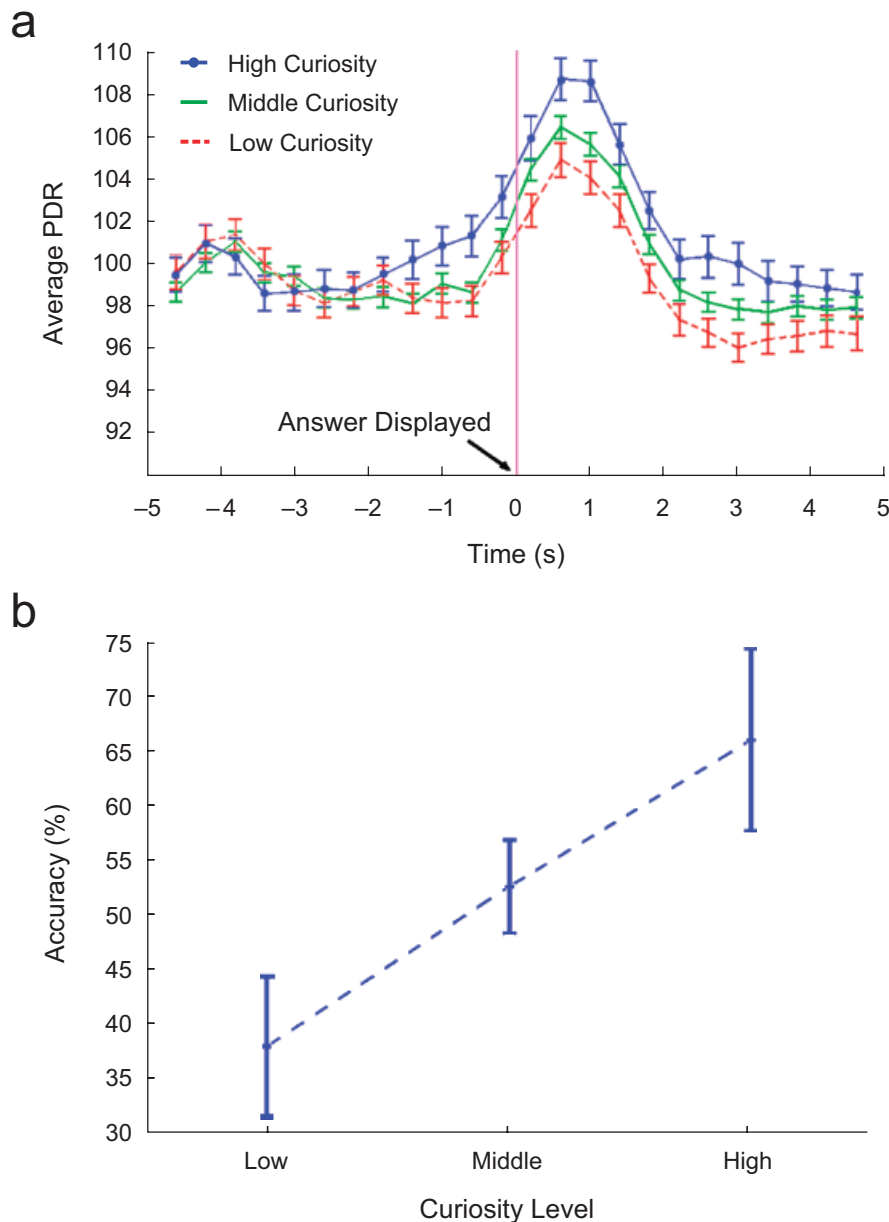 a
110
108
106
104
102
100
98
96
94
92
Average PDR
High Curiosity
Middle Curiosity
Low Curiosity
Answer Displayed
–5 –4 –3 –2 –1 0 1 2 3 4 5
Time (s)
b
75
70
65
60
55
50
45
40
35
30
Accuracy (%)
Low Middle High
Curiosity Level